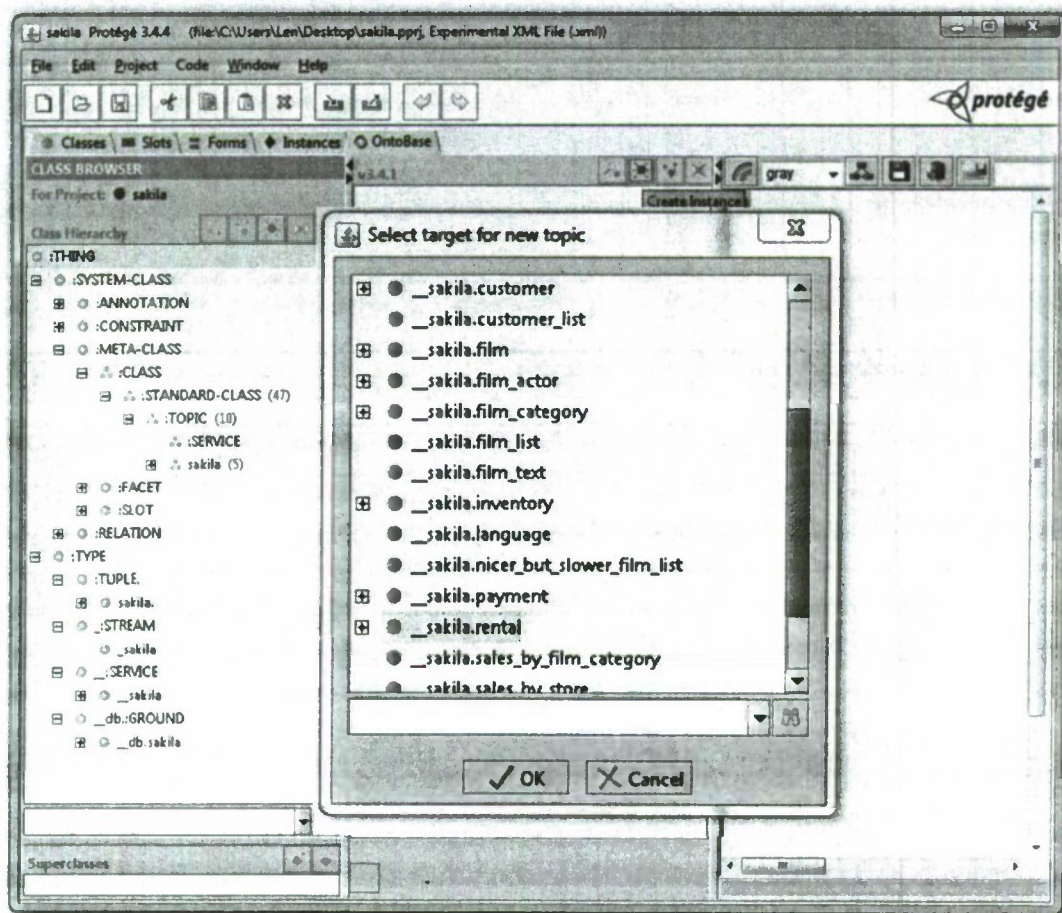 sakila Protégé 3.4.4 (file:\C:\Users\Len\Desktop\sakila.pprj, Experimental XML File (.xml))
File Edit Project Code Window Help
protégé
Classes Slots Forms Instances OntoBase
CLASS BROWSER
v3.4.1
gray
For Project: sakila
Create Instance
Class Hierarchy
:THING
:SYSTEM-CLASS
:ANNOTATION
:CONSTRAINT
:META-CLASS
:CLASS
:STANDARD-CLASS (47)
:TOPIC (10)
:SERVICE
sakila (5)
:FACET
:SLOT
:RELATION
:TYPE
:TUPLE.
sakila.
_:STREAM
_sakila
__:SERVICE
__sakila
__db.:GROUND
__db.sakila
Superclasses
Select target for new topic
__sakila.customer
__sakila.customer_list
__sakila.film
__sakila.film_actor
__sakila.film_category
__sakila.film_list
__sakila.film_text
__sakila.inventory
__sakila.language
__sakila.nicer_but_slower_film_list
__sakila.payment
__sakila.rental
__sakila.sales_by_film_category
__sakila.sales_by_store
OK Cancel